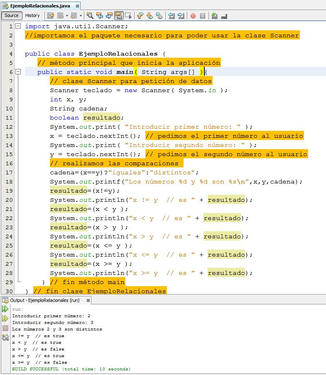 EjemploRelacionales.java
Source History
1 import java.util.Scanner;
2 //importamos el paquete necesario para poder usar la clase Scanner
3
4 public class EjemploRelacionales {
5 // método principal que inicia la aplicación
6 public static void main( String args[] ){
7 // clase Scanner para petición de datos
8 Scanner teclado = new Scanner( System.in );
9 int x, y;
10 String cadena;
11 boolean resultado;
12 System.out.print( "Introducir primer número: " );
13 x = teclado.nextInt(); // pedimos el primer número al usuario
14 System.out.print( "Introducir segundo número: " );
15 y = teclado.nextInt(); // pedimos el segundo número al usuario
16 // realizamos las comparaciones
17 cadena=(x==y)?"iguales":"distintos";
18 System.out.printf("Los números %d y %d son %s\n",x,y,cadena);
19 resultado=(x!=y);
20 System.out.println("x != y // es " + resultado);
21 resultado=(x < y );
22 System.out.println("x < y // es " + resultado);
23 resultado=(x > y );
24 System.out.println("x > y // es " + resultado);
25 resultado=(x <= y );
26 System.out.println("x <= y // es " + resultado);
27 resultado=(x >= y );
28 System.out.println("x >= y // es " + resultado);
29 } // fin método main
30 } // fin clase EjemploRelacionales
Output - EjemploRelacionales (run)
run:
Introducir primer número: 2
Introducir segundo número: 3
Los números 2 y 3 son distintos
x != y // es true
x < y // es true
x > y // es false
x <= y // es true
x >= y // es false
BUILD SUCCESSFUL (total time: 10 seconds)